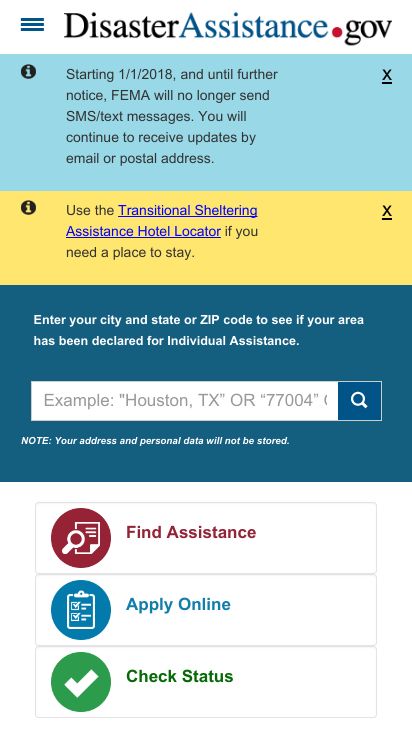 DisasterAssistance.gov
Starting 1/1/2018, and until further
notice, FEMA will no longer send
SMS/text messages. You will
continue to receive updates by
email or postal address.
X
Use the Transitional Sheltering
Assistance Hotel Locator if you
need a place to stay.
X
Enter your city and state or ZIP code to see if your area
has been declared for Individual Assistance.
Example: "Houston, TX” OR “77004”
NOTE: Your address and personal data will not be stored.
Find Assistance
Apply Online
Check Status